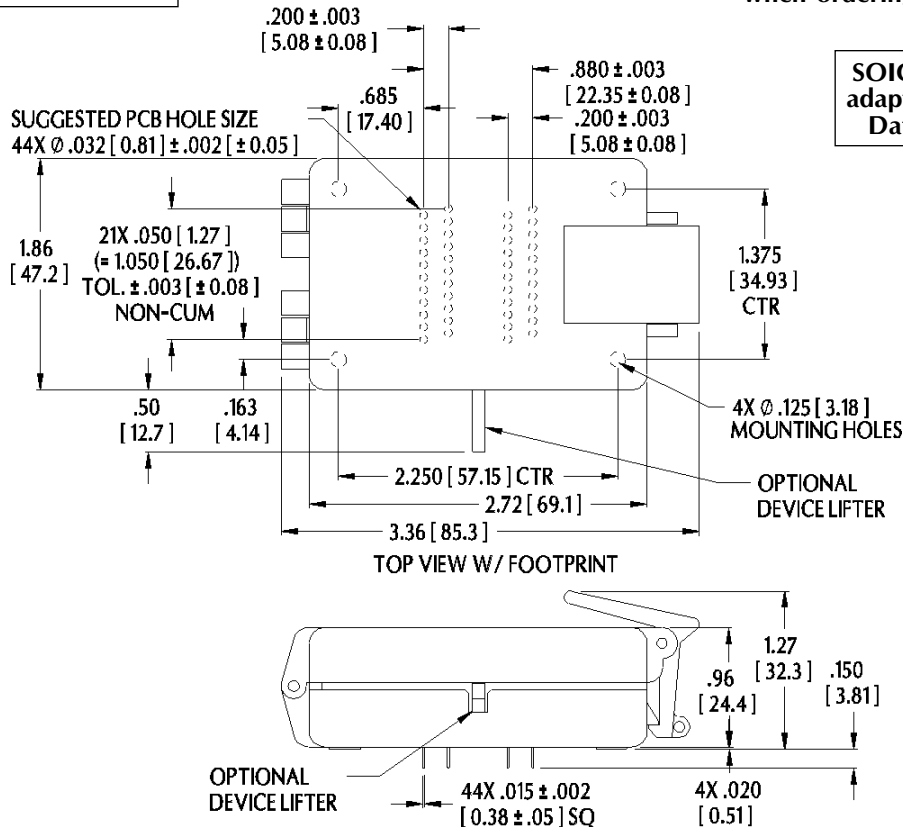 which orderin
.200 ± .003
[ 5.08 ± 0.08 ]
.880 ± .003
[ 22.35 ± 0.08 ]
.200 ± .003
[ 5.08 ± 0.08 ]
.685
[ 17.40 ]
SOIC
adap
Da
SUGGESTED PCB HOLE SIZE
44X Ø .032 [ 0.81 ] ± .002 [ ± 0.05 ]
1.86
[ 47.2 ]
21X .050 [ 1.27 ]
(= 1.050 [ 26.67 ])
TOL. ± .003 [ ± 0.08 ]
NON-CUM
1.375
[ 34.93 ]
CTR
.50
[ 12.7 ]
.163
[ 4.14 ]
4X Ø .125 [ 3.18 ]
MOUNTING HOLES
2.250 [ 57.15 ] CTR
2.72 [ 69.1 ]
3.36 [ 85.3 ]
OPTIONAL
DEVICE LIFTER
TOP VIEW W/ FOOTPRINT
.96
[ 24.4 ]
1.27
[ 32.3 ]
.150
[ 3.81 ]
OPTIONAL
DEVICE LIFTER
44X .015 ± .002
[ 0.38 ± .05 ] SQ
4X .020
[ 0.51 ]